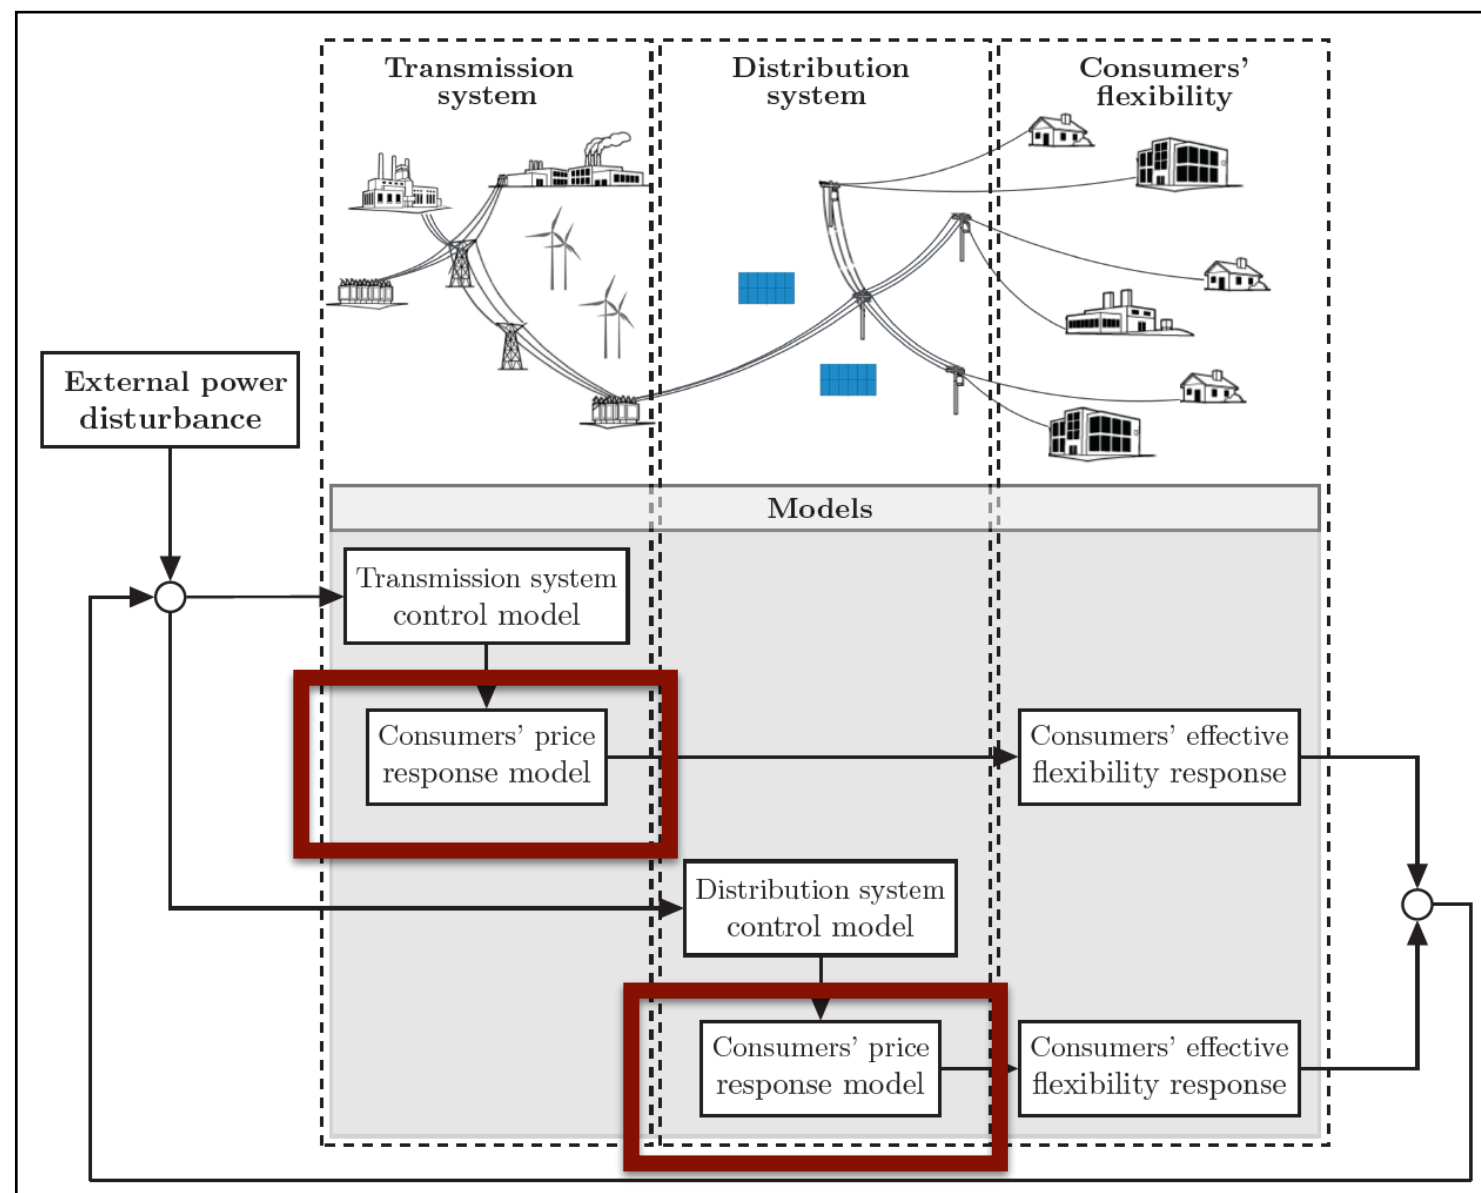 Transmission
system
Distribution
system
Consumers'
flexibility
External power
disturbance
Models
Transmission system
control model
Consumers' price
response model
Consumers' effective
flexibility response
Distribution system
control model
Consumers' price
response model
Consumers' effective
flexibility response